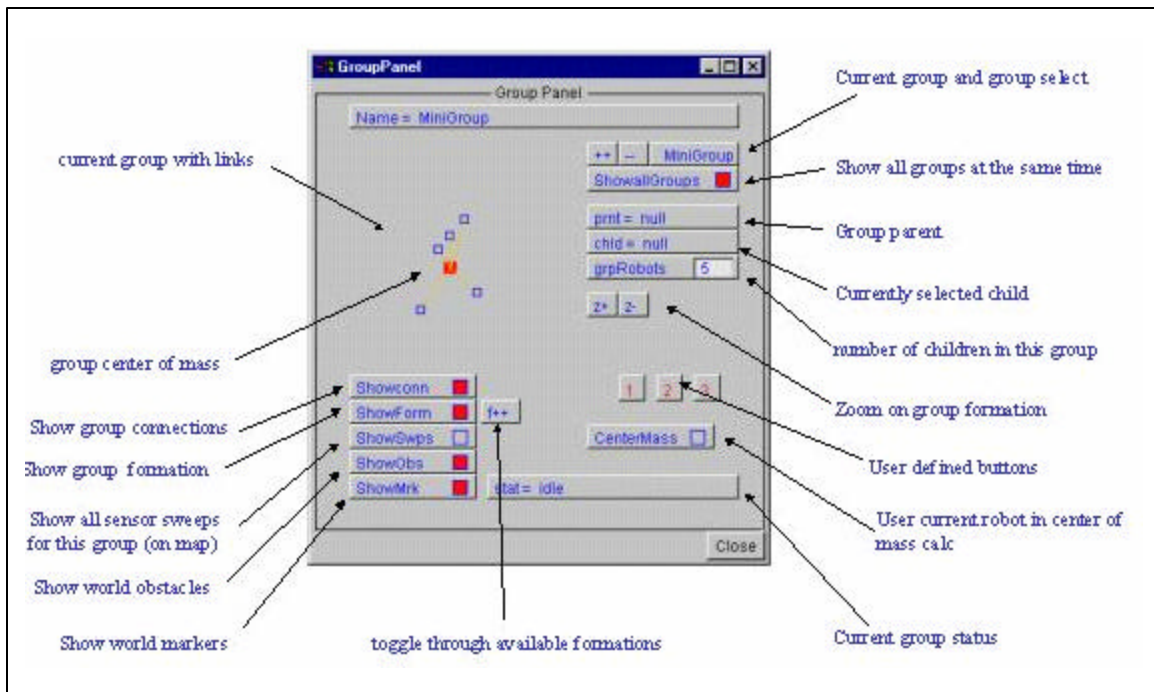 GroupPanel
Group Panel
Name = MiniGroup
++ -- MiniGroup
ShowallGroups
prnt = null
chld = null
grpRobots 5
z+ z-
1 2 3
Showconn
ShowForm f++
ShowSwps
ShowObs
ShowMrk
CenterMass
stat = idle
Close
current group with links
group center of mass
Show group connections
Show group formation
Show all sensor sweeps
for this group (on map)
Show world obstacles
Show world markers
toggle through available formations
Current group and group select
Show all groups at the same time
Group parent
Currently selected child
number of children in this group
Zoom on group formation
User defined buttons
User current robot in center of
mass calc
Current group status